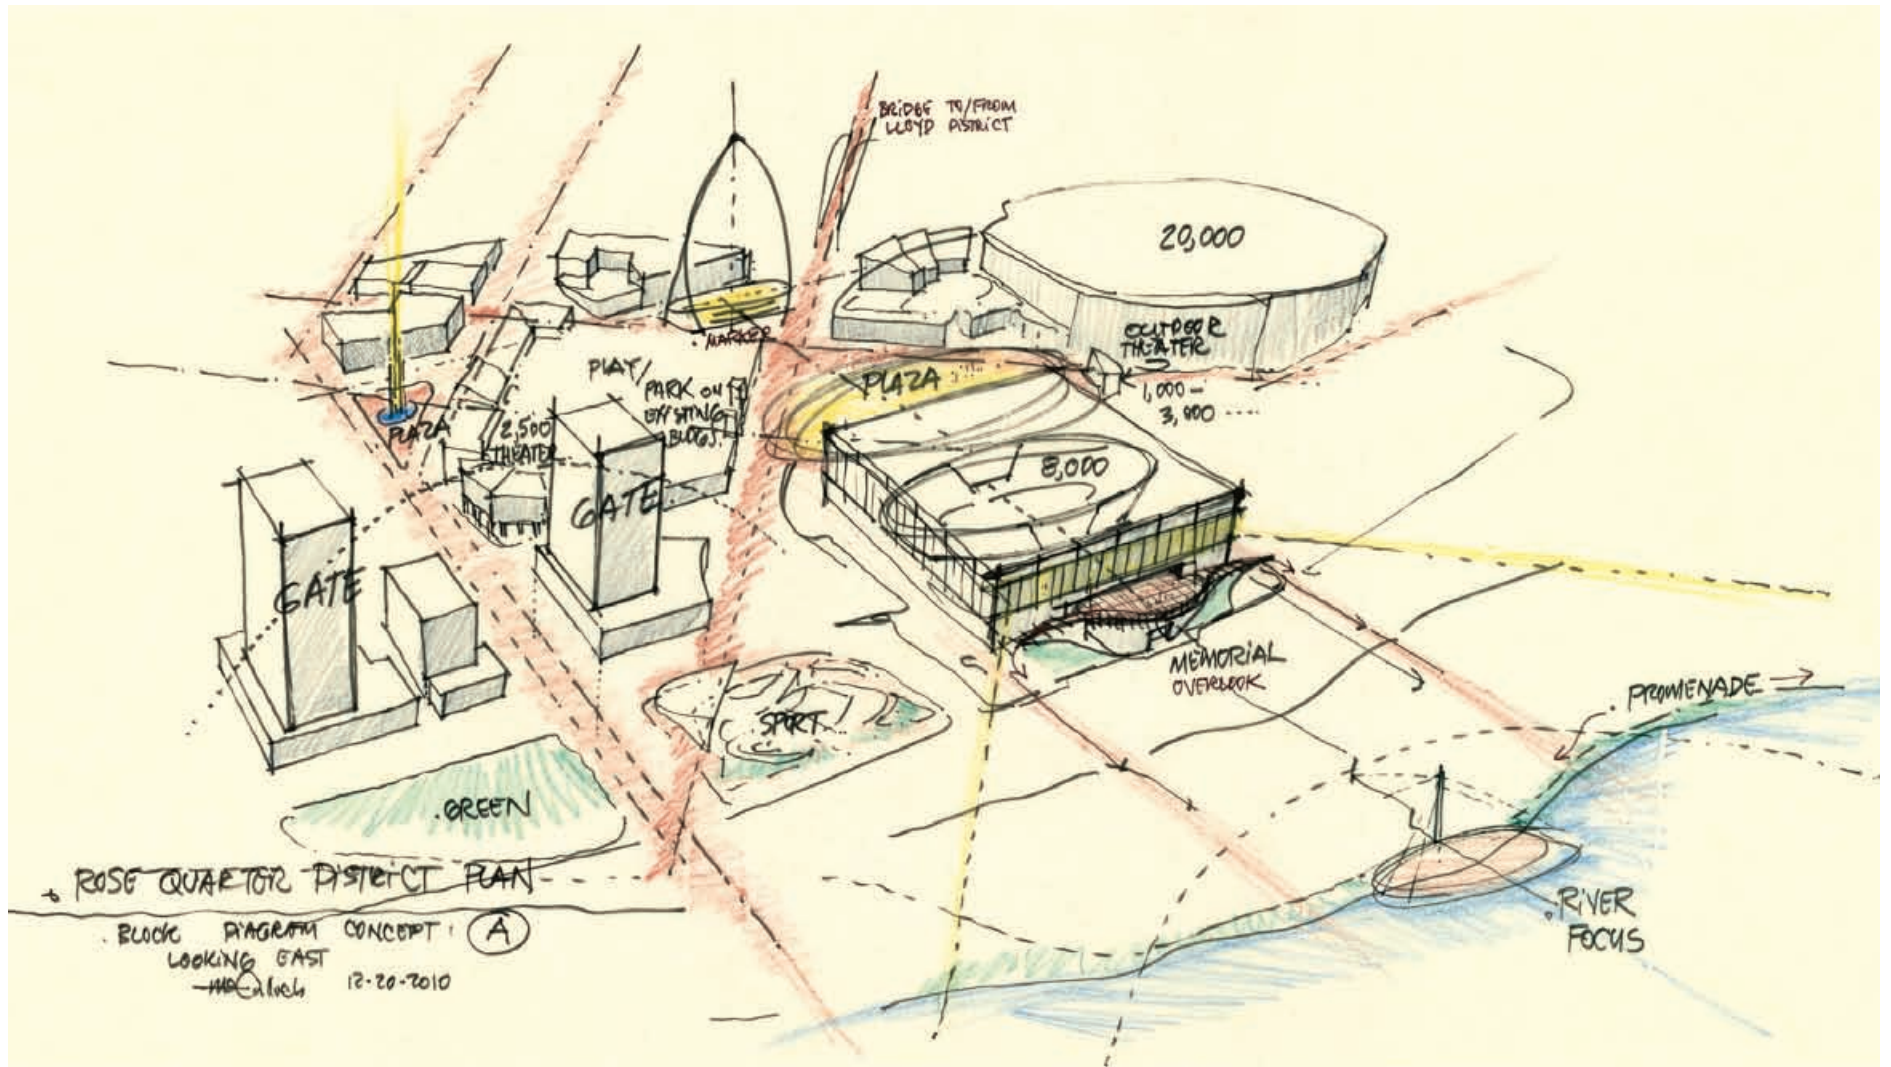 BRIDGE TO/FROM
LLOYD DISTRICT
20,000
MARKER
OUTDOOR
THEATER
1,000 -
3,000 ....
PLAY/
PARK ON
EXISTING
BLDGS.
PLAZA
PLAZA
2,500
THEATER
8,000
GATE
GATE
MEMORIAL
OVERLOOK
. PROMENADE
SPORT
. GREEN
. RIVER
FOCUS
ROSE QUARTER DISTRICT PLAN
. BLOCK DIAGRAM CONCEPT: A
LOOKING EAST
12-20-2010